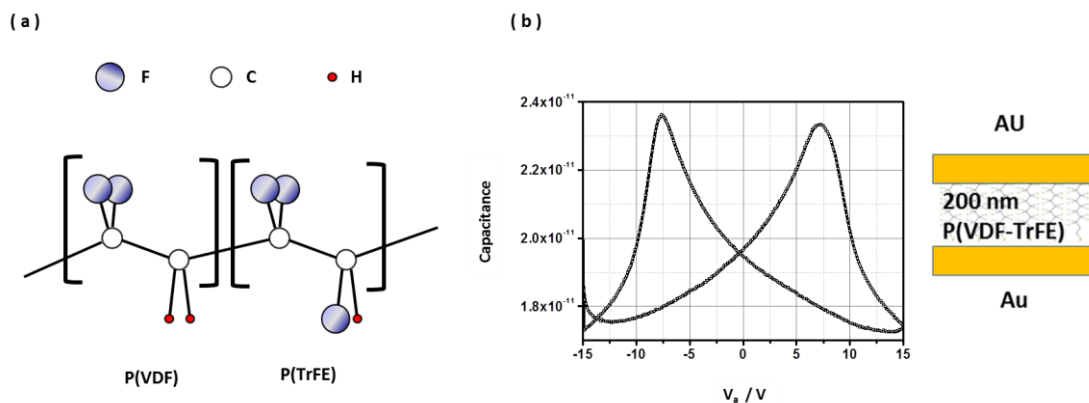 ( a )
F
C
H
P(VDF)
P(TrFE)
( b )
Capacitance
2.4x10⁻¹¹
2.2x10⁻¹¹
2.0x10⁻¹¹
1.8x10⁻¹¹
-15 -10 -5 0 5 10 15
Vₐ / V
AU
200 nm
P(VDF-TrFE)
Au